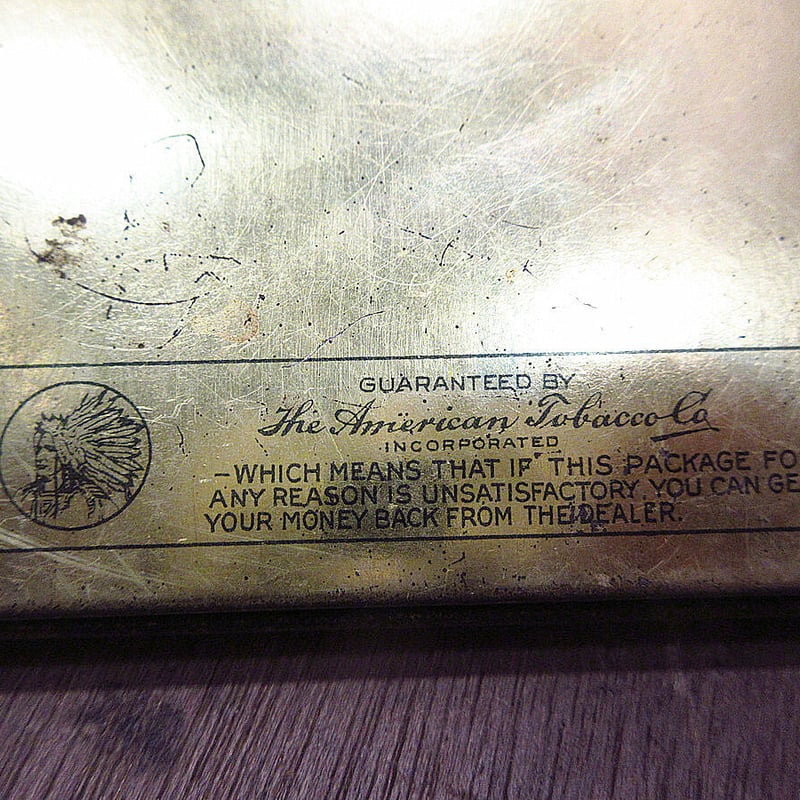 GUARANTEED BY
The American Tobacco Co
INCORPORATED
-WHICH MEANS THAT IF THIS PACKAGE FO
ANY REASON IS UNSATISFACTORY, YOU CAN GE
YOUR MONEY BACK FROM THE DEALER.